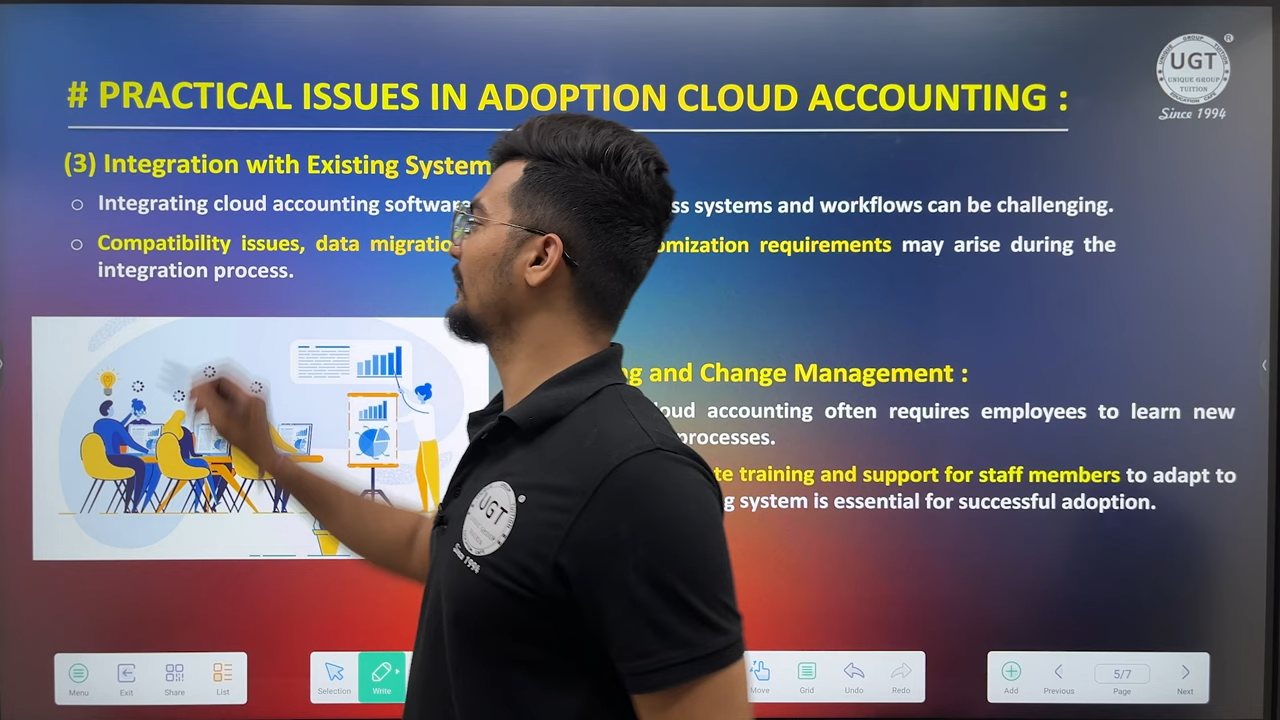 # PRACTICAL ISSUES IN ADOPTION CLOUD ACCOUNTING :
UGT
UNIQUE GROUP
TUITION
Since 1994
(3) Integration with Existing System
Integrating cloud accounting software ss systems and workflows can be challenging.
Compatibility issues, data migratio omization requirements may arise during the
integration process.
g and Change Management :
loud accounting often requires employees to learn new
processes.
te training and support for staff members to adapt to
g system is essential for successful adoption.
UGT
Since 1994
Menu Exit Share List
Selection Write Move Grid Undo Redo
Add Previous 5/7 Page Next